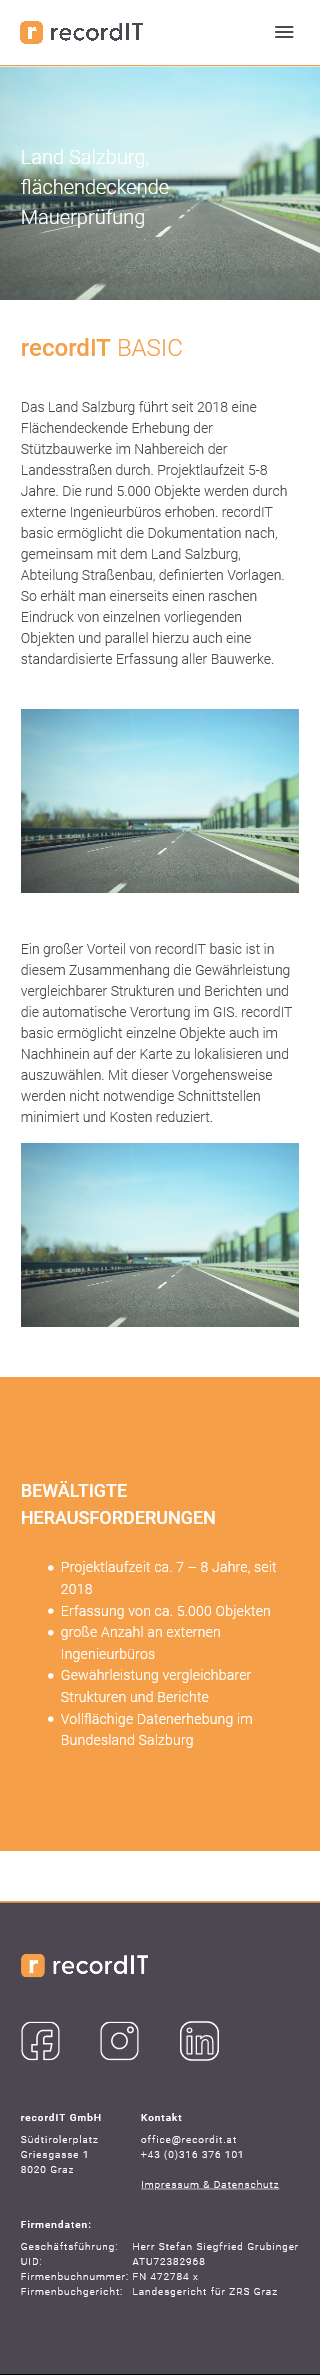 recordIT
Land Salzburg,
flächendeckende
Mauerprüfung
recordIT BASIC
Das Land Salzburg führt seit 2018 eine
Flächendeckende Erhebung der
Stützbauwerke im Nahbereich der
Landesstraßen durch. Projektlaufzeit 5-8
Jahre. Die rund 5.000 Objekte werden durch
externe Ingenieurbüros erhoben. recordIT
basic ermöglicht die Dokumentation nach,
gemeinsam mit dem Land Salzburg,
Abteilung Straßenbau, definierten Vorlagen.
So erhält man einerseits einen raschen
Eindruck von einzelnen vorliegenden
Objekten und parallel hierzu auch eine
standardisierte Erfassung aller Bauwerke.
Ein großer Vorteil von recordIT basic ist in
diesem Zusammenhang die Gewährleistung
vergleichbarer Strukturen und Berichten und
die automatische Verortung im GIS. recordIT
basic ermöglicht einzelne Objekte auch im
Nachhinein auf der Karte zu lokalisieren und
auszuwählen. Mit dieser Vorgehensweise
werden nicht notwendige Schnittstellen
minimiert und Kosten reduziert.
BEWÄLTIGTE
HERAUSFORDERUNGEN
• Projektlaufzeit ca. 7 – 8 Jahre, seit
2018
• Erfassung von ca. 5.000 Objekten
• große Anzahl an externen
Ingenieurbüros
• Gewährleistung vergleichbarer
Strukturen und Berichte
• Vollflächige Datenerhebung im
Bundesland Salzburg
recordIT
recordIT GmbH
Südtirolerplatz
Griesgasse 1
8020 Graz
Kontakt
office@recordit.at
+43 (0)316 376 101
Impressum & Datenschutz
Firmendaten:
Geschäftsführung: Herr Stefan Siegfried Grubinger
UID: ATU72382968
Firmenbuchnummer: FN 472784 x
Firmenbuchgericht: Landesgericht für ZRS Graz